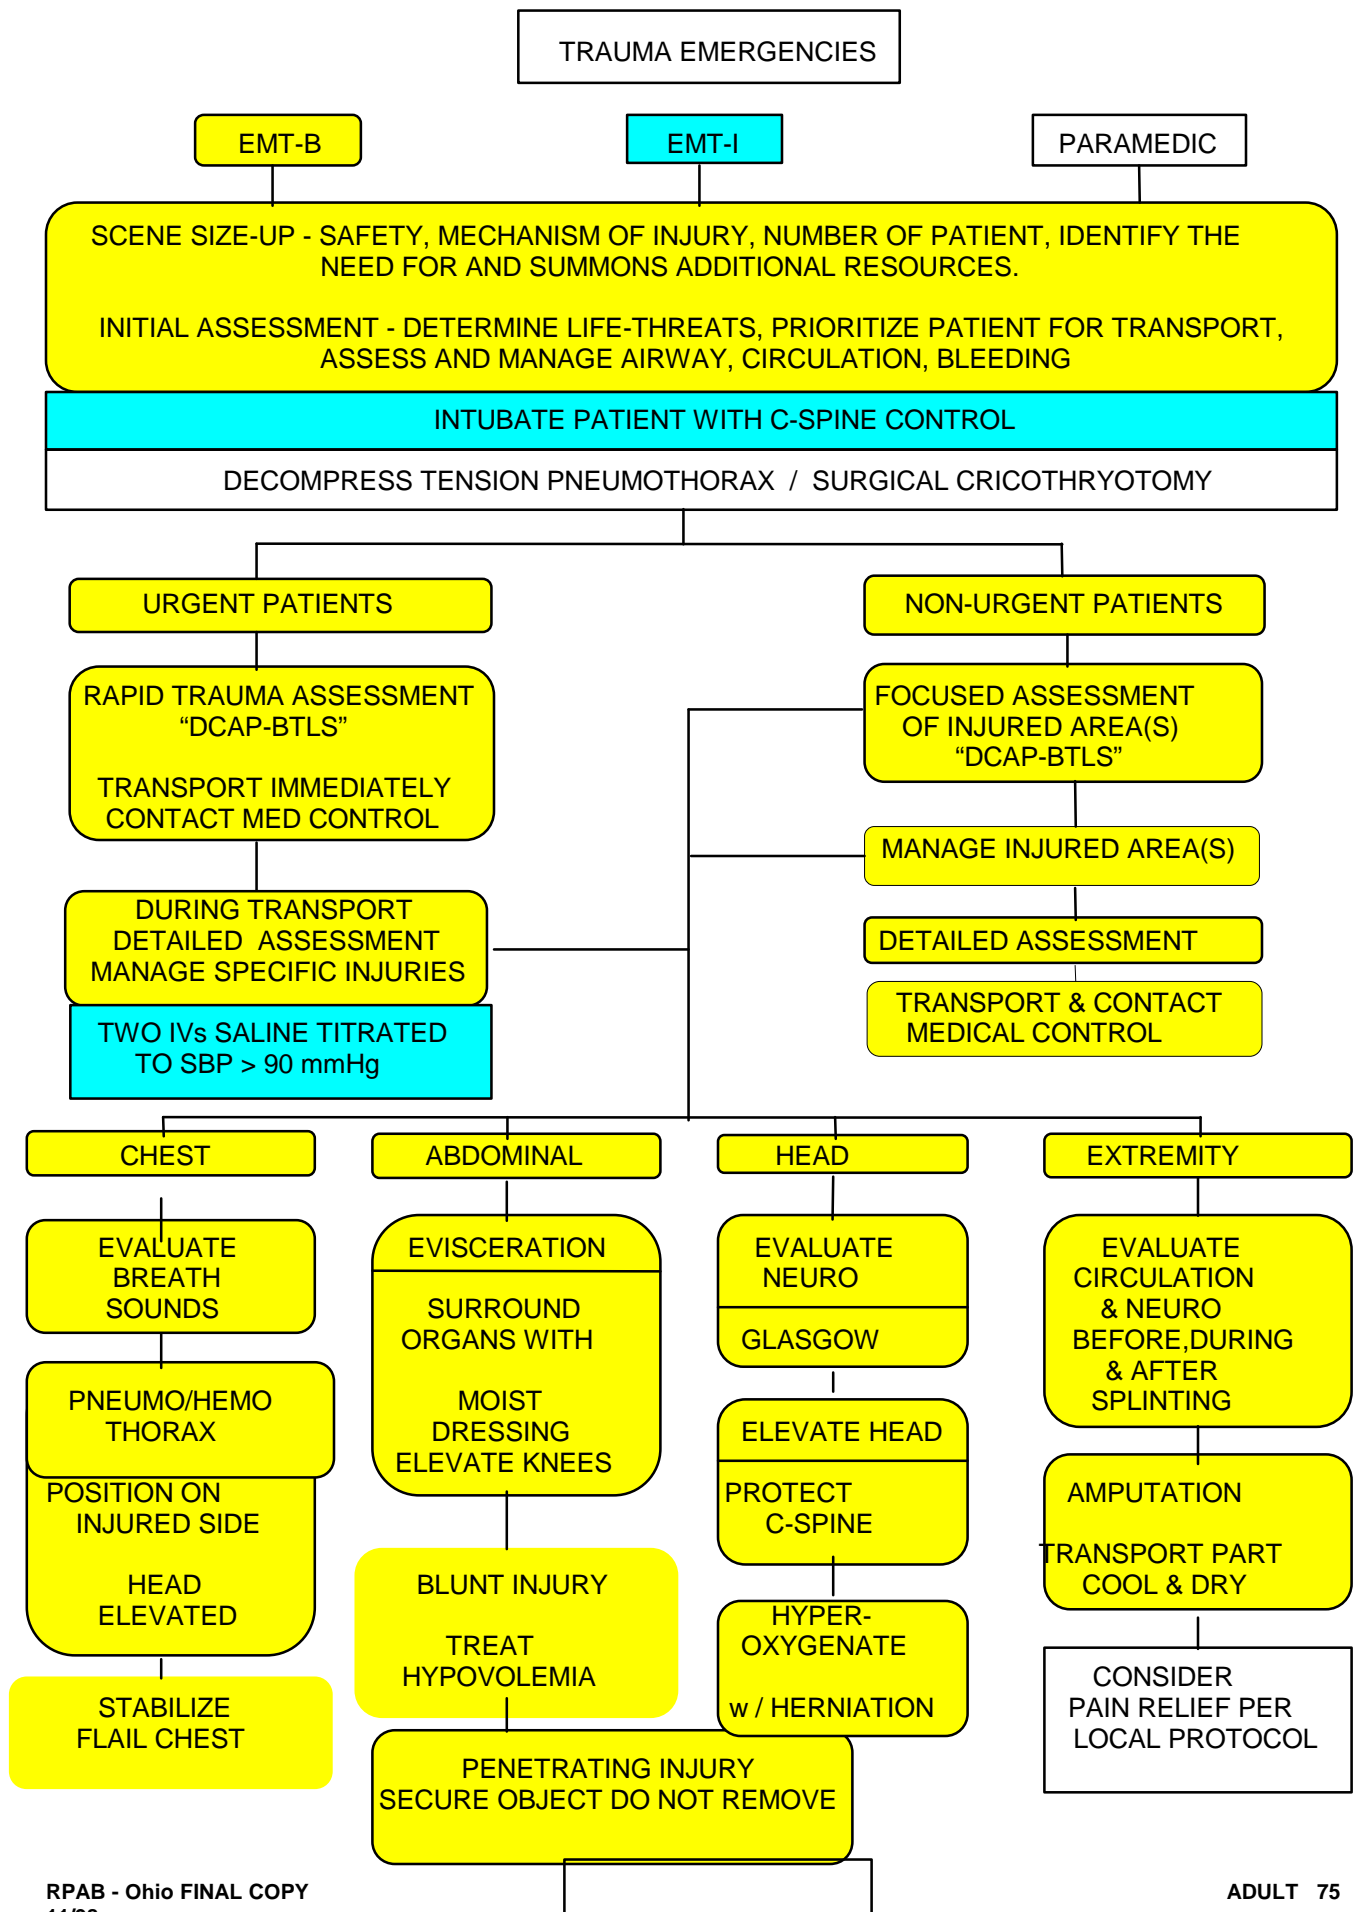 TRAUMA EMERGENCIES
EMT-B
EMT-I
PARAMEDIC
SCENE SIZE-UP - SAFETY, MECHANISM OF INJURY, NUMBER OF PATIENT, IDENTIFY THE
NEED FOR AND SUMMONS ADDITIONAL RESOURCES.
INITIAL ASSESSMENT - DETERMINE LIFE-THREATS, PRIORITIZE PATIENT FOR TRANSPORT,
ASSESS AND MANAGE AIRWAY, CIRCULATION, BLEEDING
INTUBATE PATIENT WITH C-SPINE CONTROL
DECOMPRESS TENSION PNEUMOTHORAX / SURGICAL CRICOTHRYOTOMY
URGENT PATIENTS
RAPID TRAUMA ASSESSMENT
“DCAP-BTLS”
TRANSPORT IMMEDIATELY
CONTACT MED CONTROL
DURING TRANSPORT
DETAILED ASSESSMENT
MANAGE SPECIFIC INJURIES
TWO IVs SALINE TITRATED
TO SBP > 90 mmHg
NON-URGENT PATIENTS
FOCUSED ASSESSMENT
OF INJURED AREA(S)
“DCAP-BTLS”
MANAGE INJURED AREA(S)
DETAILED ASSESSMENT
TRANSPORT & CONTACT
MEDICAL CONTROL
CHEST
EVALUATE
BREATH
SOUNDS
PNEUMO/HEMO
THORAX
POSITION ON
INJURED SIDE
HEAD
ELEVATED
STABILIZE
FLAIL CHEST
ABDOMINAL
EVISCERATION
SURROUND
ORGANS WITH
MOIST
DRESSING
ELEVATE KNEES
BLUNT INJURY
TREAT
HYPOVOLEMIA
PENETRATING INJURY
SECURE OBJECT DO NOT REMOVE
HEAD
EVALUATE
NEURO
GLASGOW
ELEVATE HEAD
PROTECT
C-SPINE
HYPER-
OXYGENATE
w / HERNIATION
EXTREMITY
EVALUATE
CIRCULATION
& NEURO
BEFORE,DURING
& AFTER
SPLINTING
AMPUTATION
TRANSPORT PART
COOL & DRY
CONSIDER
PAIN RELIEF PER
LOCAL PROTOCOL
RPAB - Ohio FINAL COPY
ADULT 75